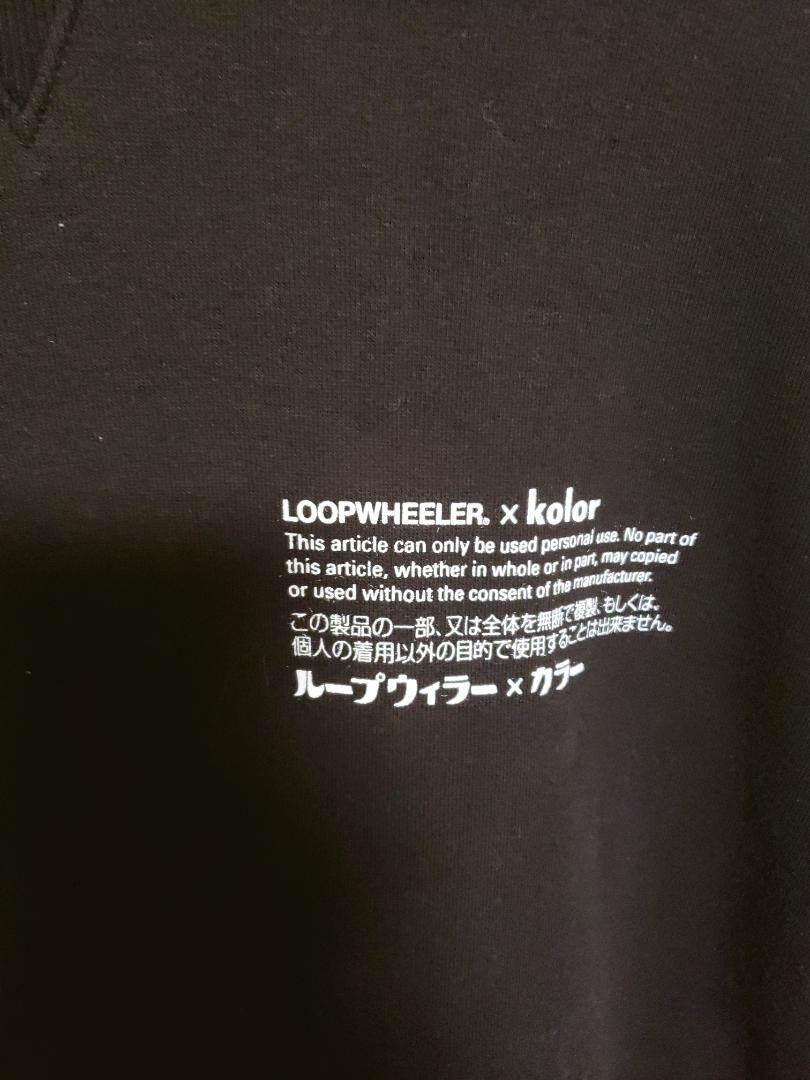 LOOPWHEELER® × kolor
This article can only be used personal use. No part of
this article, whether in whole or in part, may copied
or used without the consent of the manufacturer.
この製品の一部、又は全体を無断で複製、もしくは、
個人の着用以外の目的で使用することは出来ません。
ループウィラー × カラー